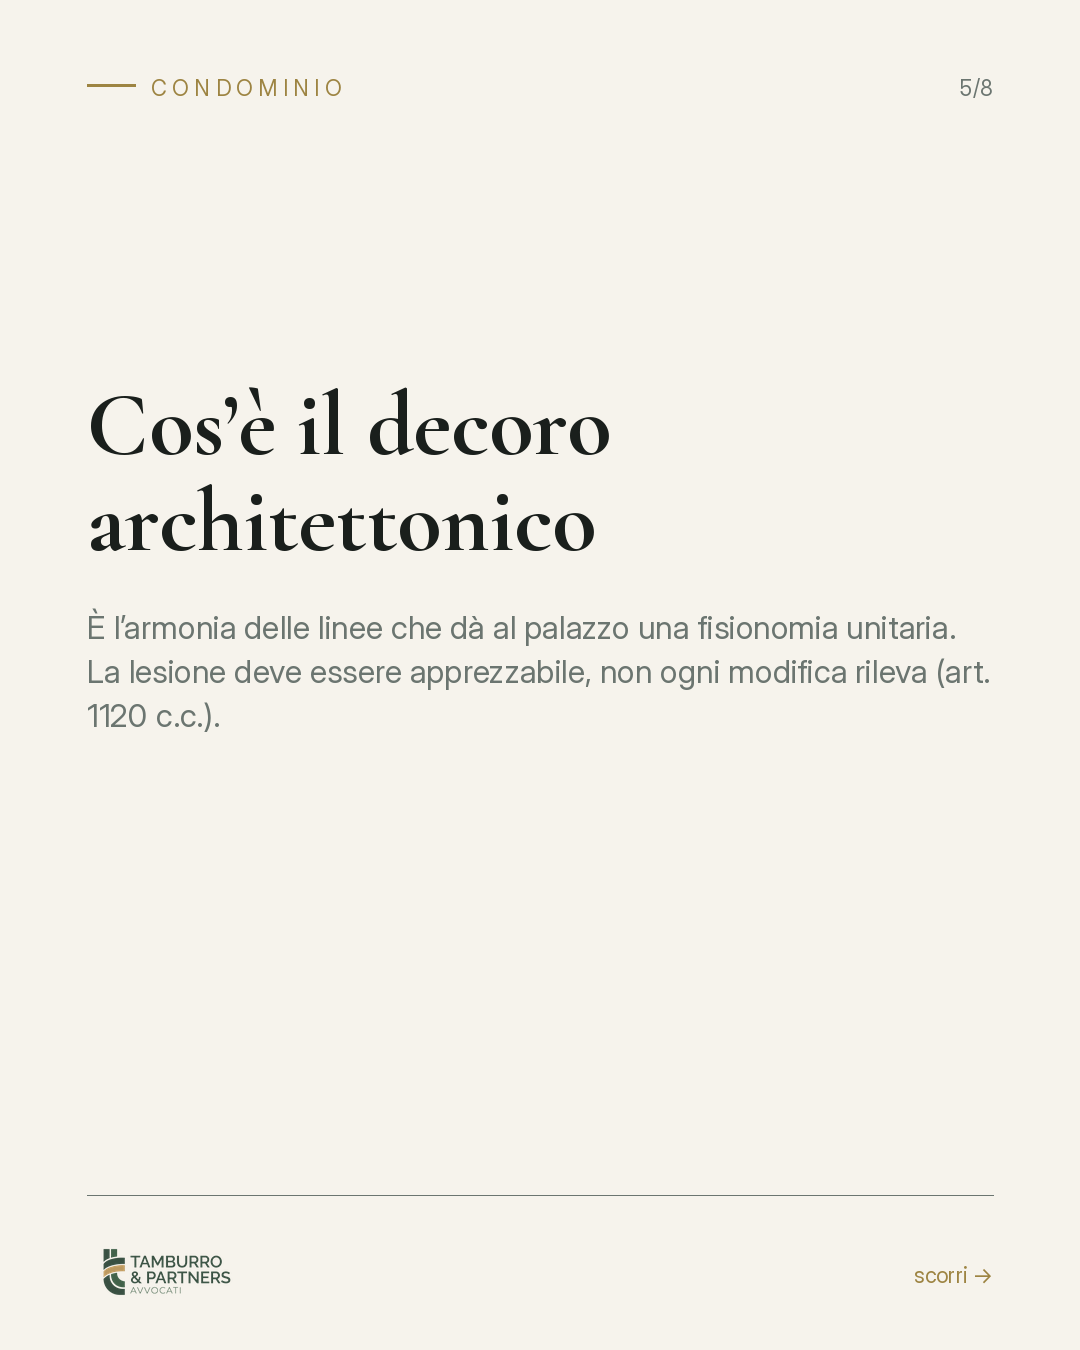 CONDOMINIO
5/8
Cos’è il decoro
architettonico
È l’armonia delle linee che dà al palazzo una fisionomia unitaria.
La lesione deve essere apprezzabile, non ogni modifica rileva (art.
1120 c.c.).
TAMBURRO
& PARTNERS
AVVOCATI
scorri →